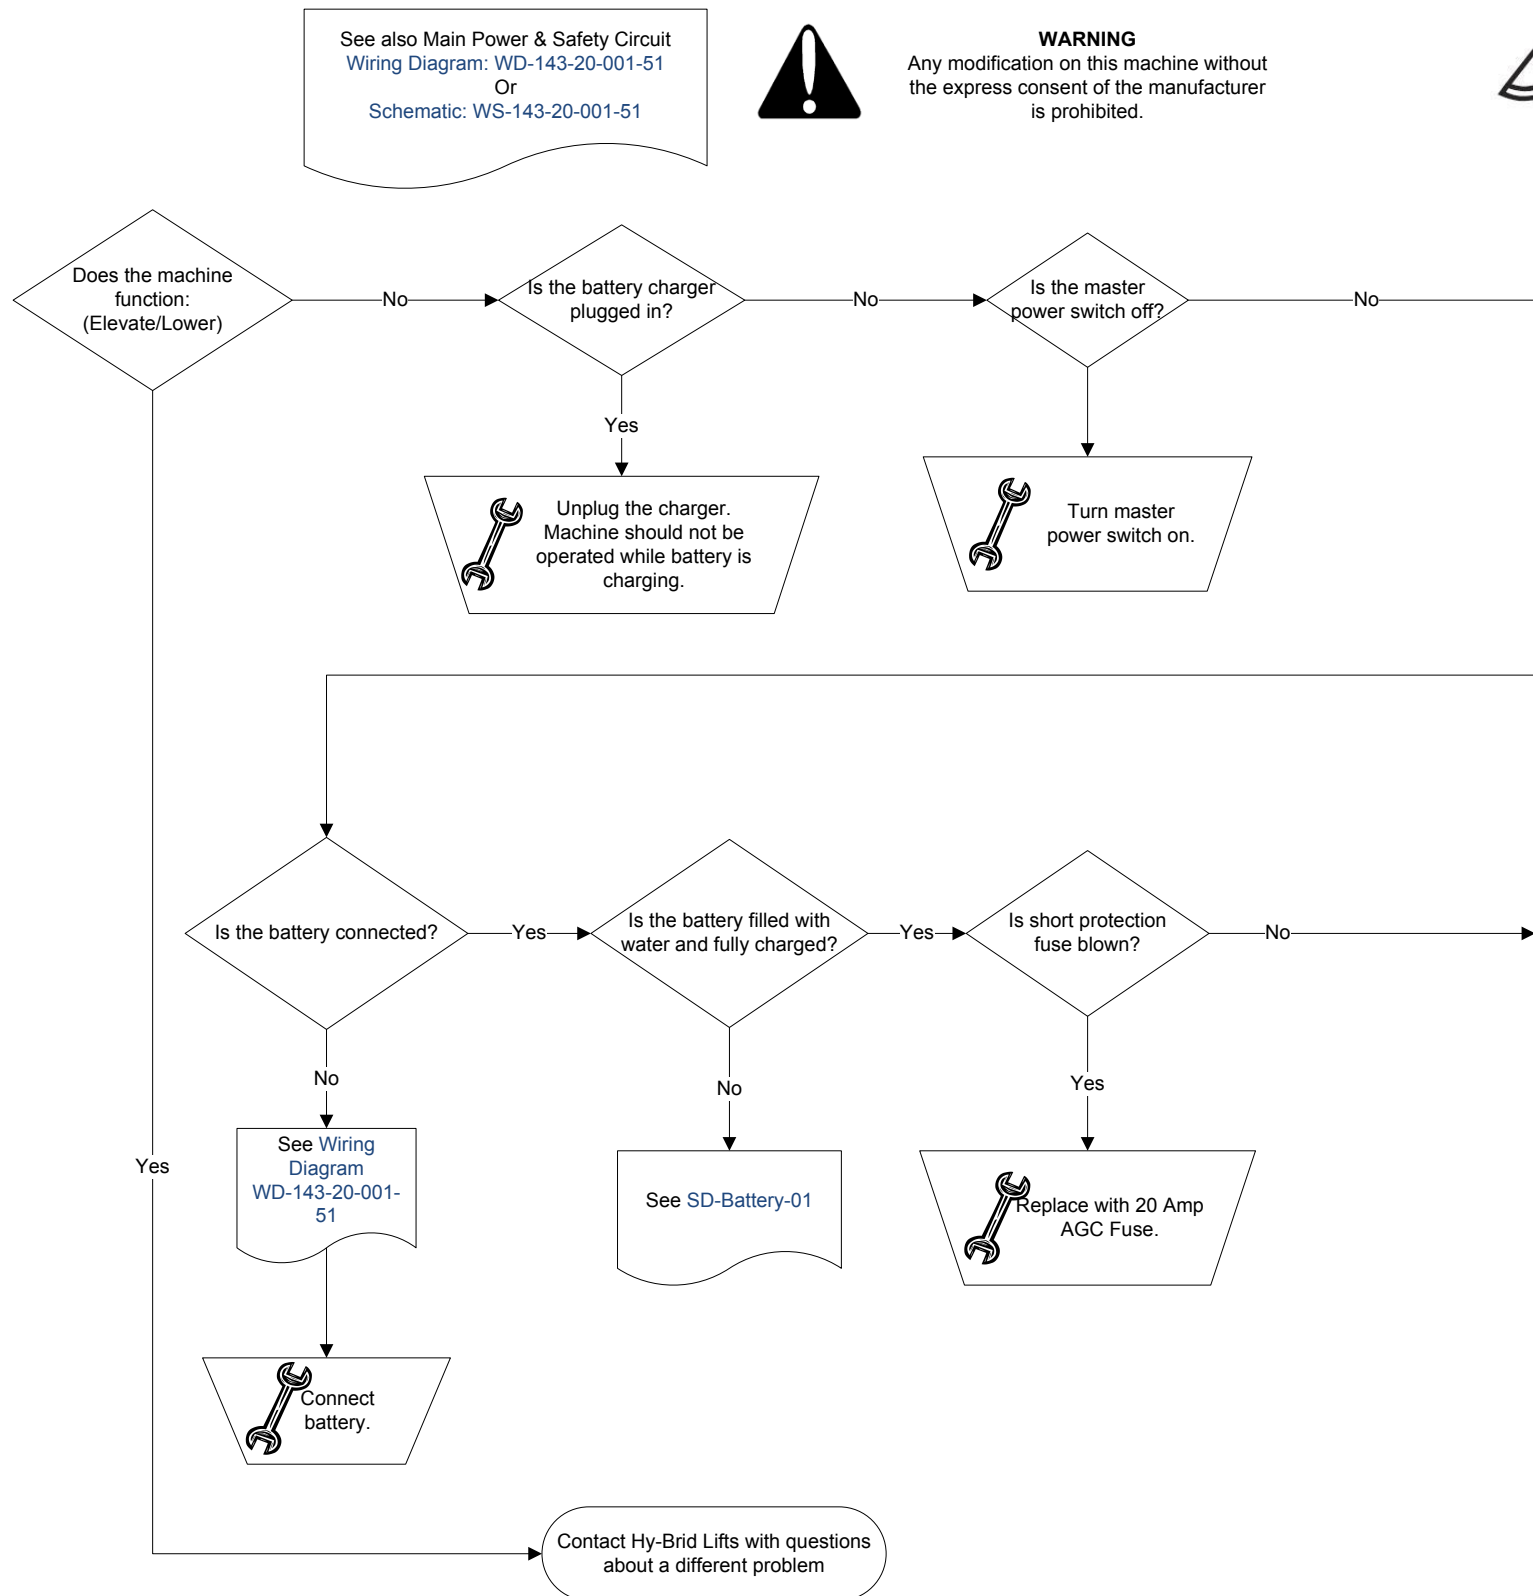 See also Main Power & Safety Circuit
Wiring Diagram: WD-143-20-001-51
Or
Schematic: WS-143-20-001-51
WARNING
Any modification on this machine without
the express consent of the manufacturer
is prohibited.
Does the machine
function:
(Elevate/Lower)
No
Is the battery charger
plugged in?
No
Is the master
power switch off?
No
Yes
Unplug the charger.
Machine should not be
operated while battery is
charging.
Turn master
power switch on.
Is the battery connected?
Yes
Is the battery filled with
water and fully charged?
Yes
Is short protection
fuse blown?
No
No
No
Yes
See Wiring
Diagram
WD-143-20-001-
51
Yes
See SD-Battery-01
Replace with 20 Amp
AGC Fuse.
Connect
battery.
Contact Hy-Brid Lifts with questions
about a different problem